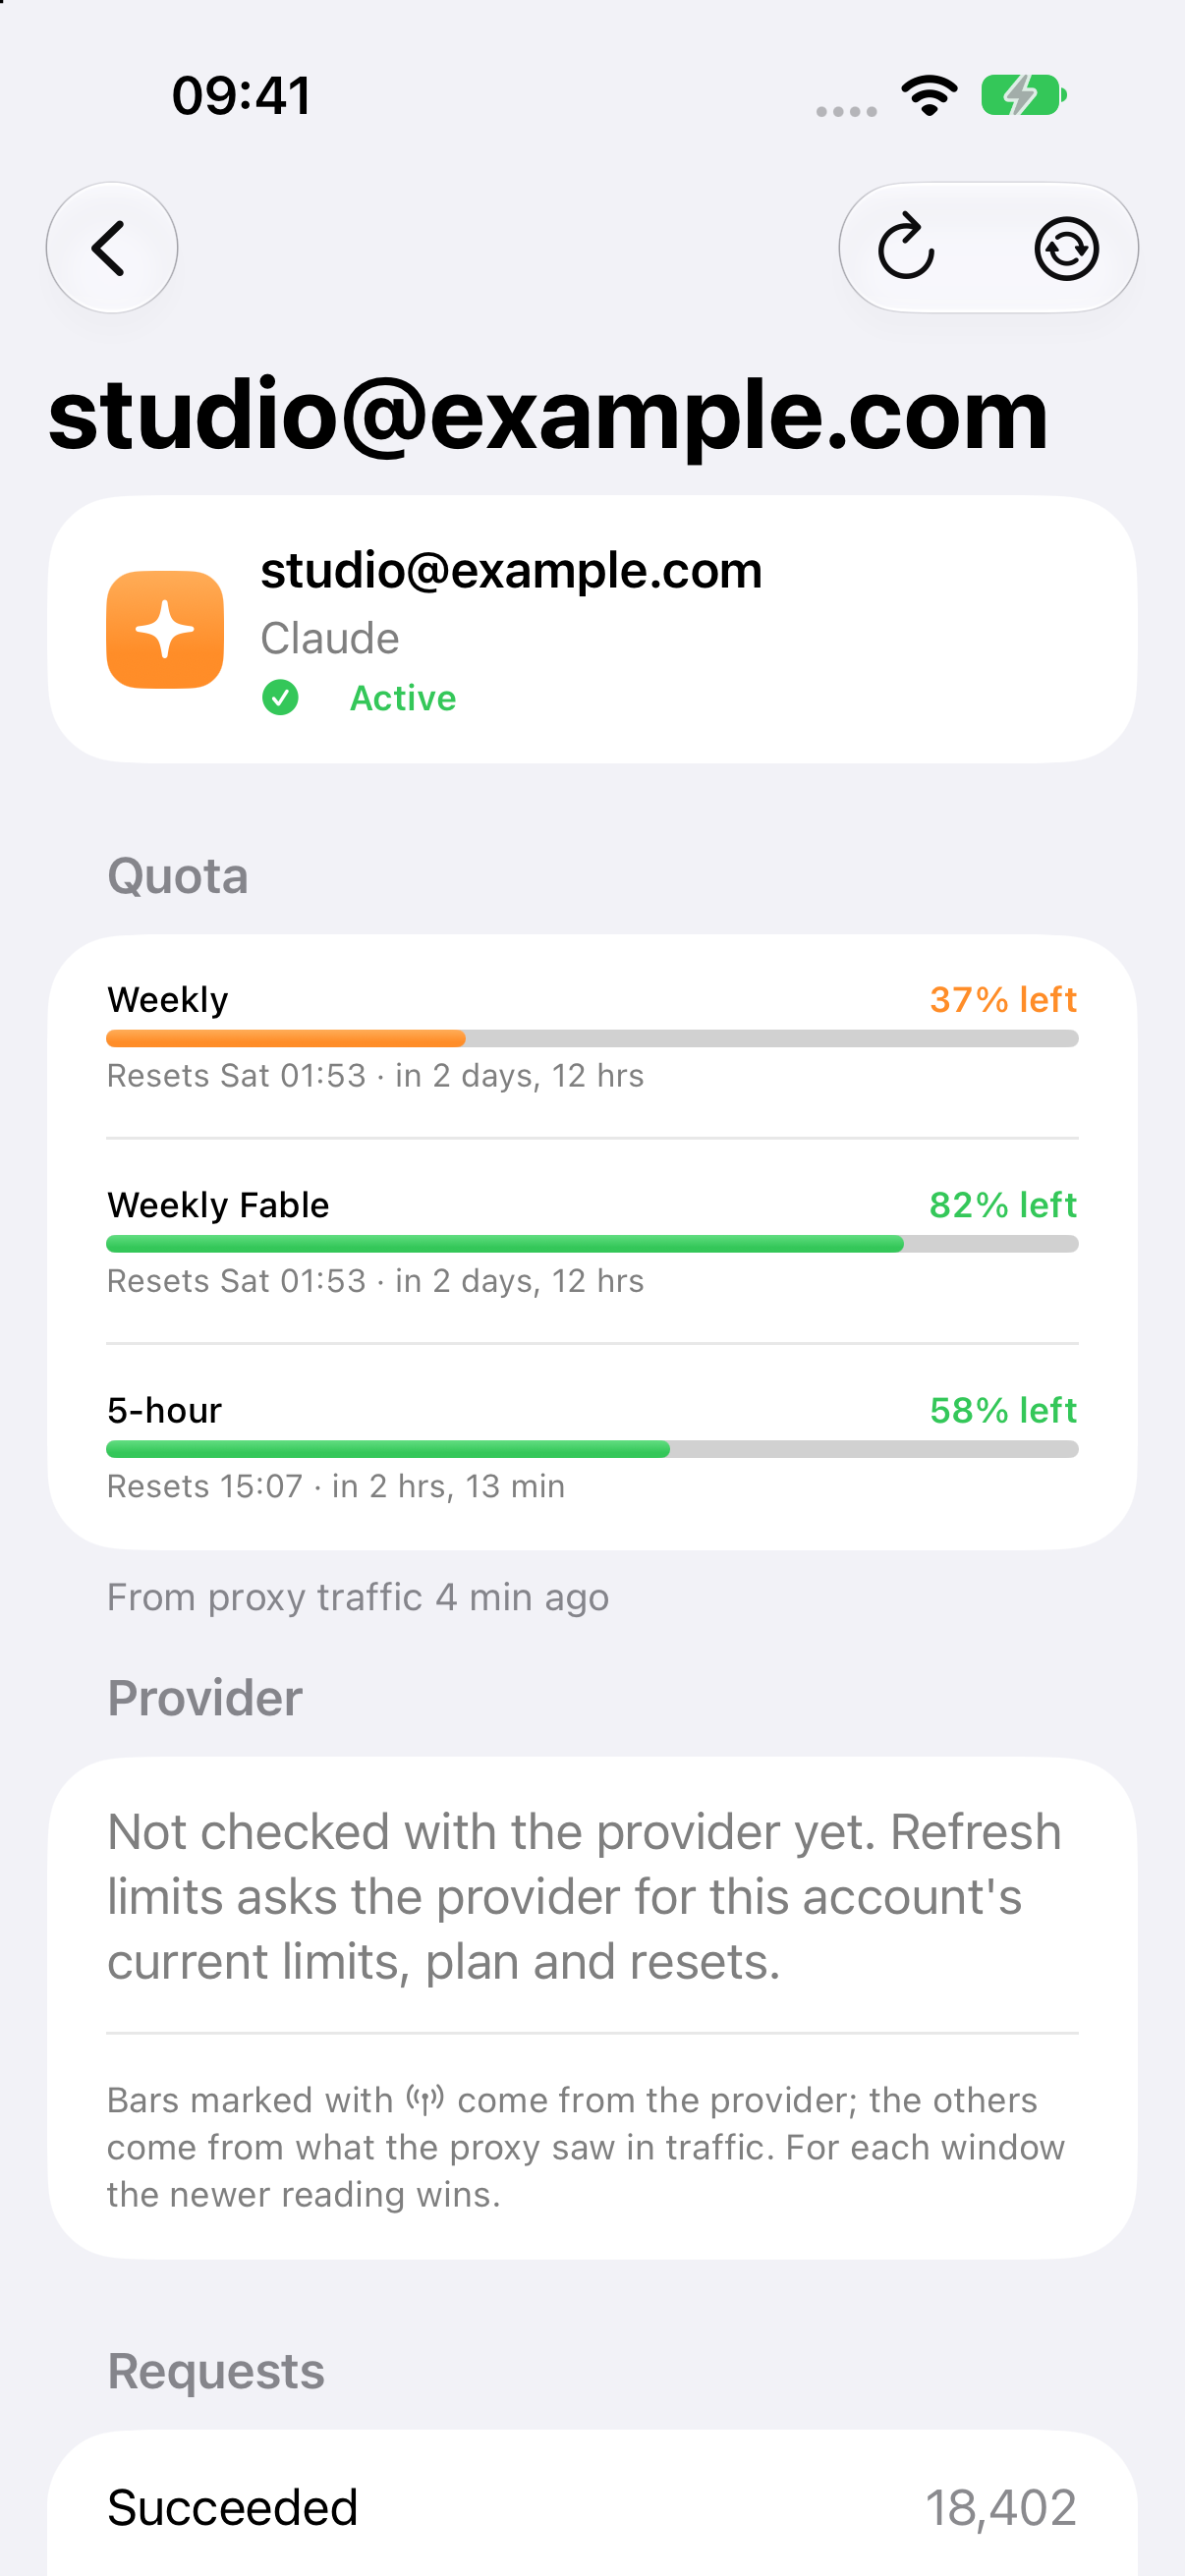 09:41
studio@example.com
studio@example.com
Claude
Active
Quota
Weekly 37% left
Resets Sat 01:53 · in 2 days, 12 hrs
Weekly Fable 82% left
Resets Sat 01:53 · in 2 days, 12 hrs
5-hour 58% left
Resets 15:07 · in 2 hrs, 13 min
From proxy traffic 4 min ago
Provider
Not checked with the provider yet. Refresh
limits asks the provider for this account's
current limits, plan and resets.
Bars marked with come from the provider; the others
come from what the proxy saw in traffic. For each window
the newer reading wins.
Requests
Succeeded 18,402